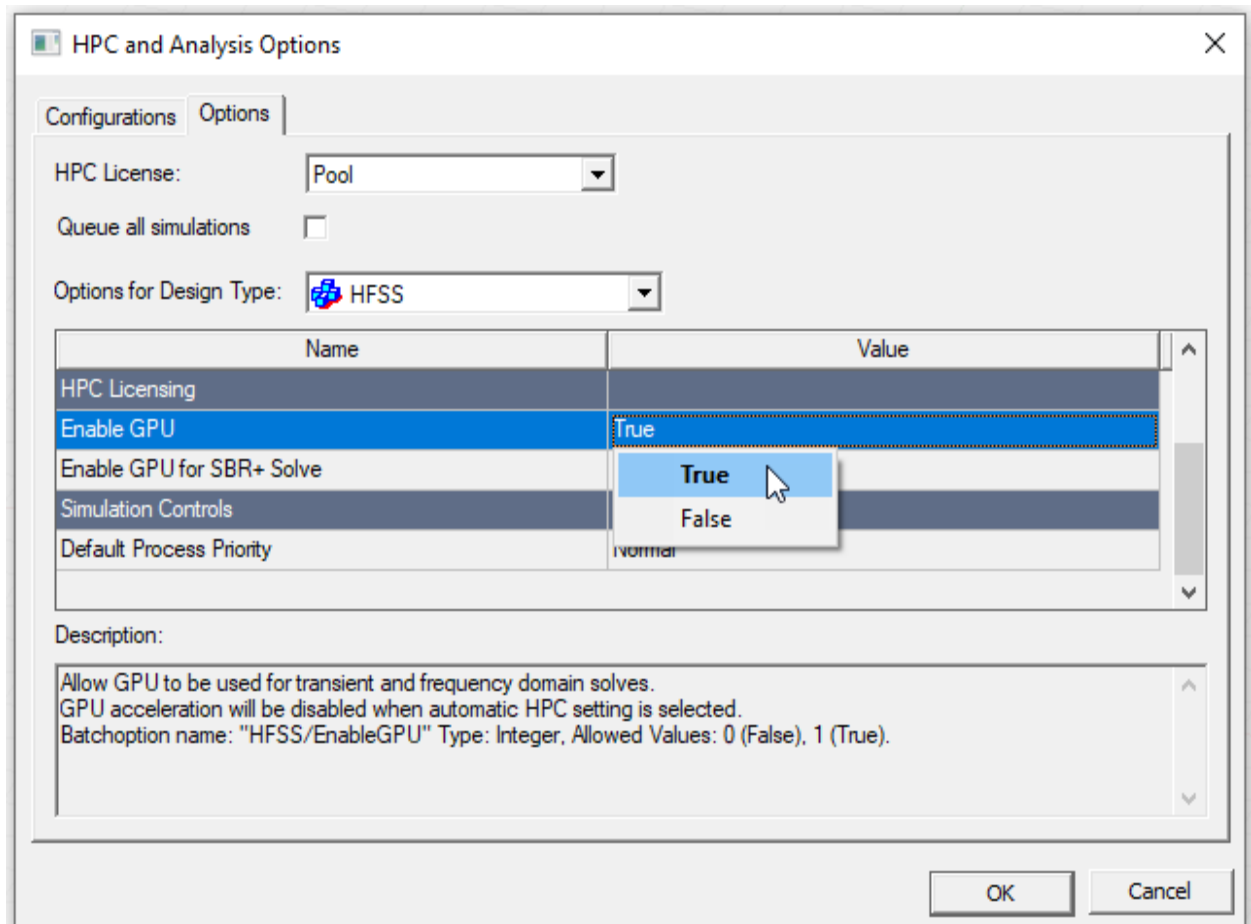 HPC and Analysis Options
Configurations Options
HPC License: Pool
Queue all simulations
Options for Design Type: HFSS
Name Value
HPC Licensing
Enable GPU True
Enable GPU for SBR+ Solve
True
Simulation Controls
False
Default Process Priority Normal
Description:
Allow GPU to be used for transient and frequency domain solves.
GPU acceleration will be disabled when automatic HPC setting is selected.
Batchoption name: "HFSS/EnableGPU" Type: Integer, Allowed Values: 0 (False), 1 (True).
OK Cancel